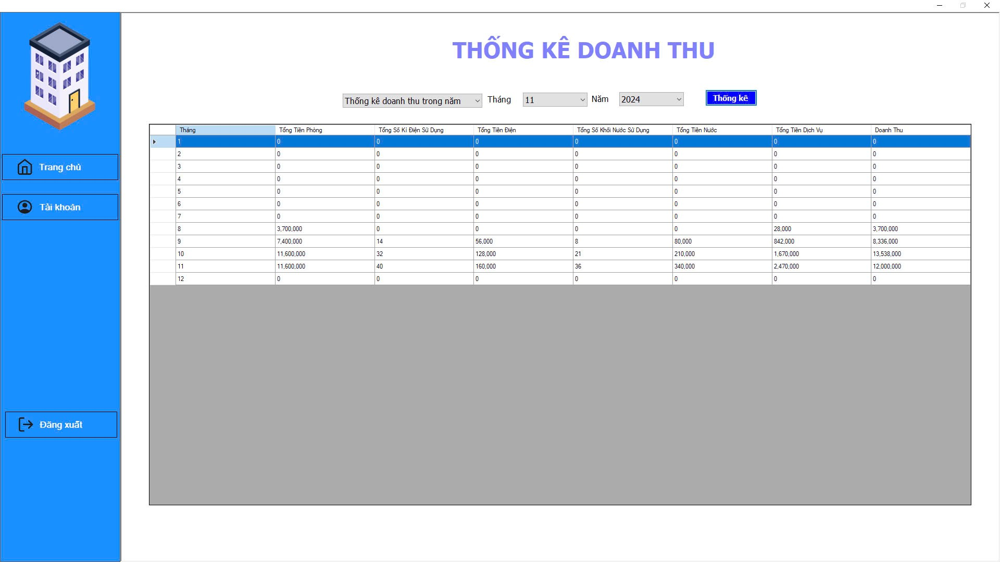 THỐNG KÊ DOANH THU
Thống kê doanh thu trong năm Tháng 11 Năm 2024 Thống kê
Trang chủ
Tài khoản
Đăng xuất
Tháng Tổng Tiền Phòng Tổng Số Kí Điện Sử Dụng Tổng Tiền Điện Tổng Số Khối Nước Sử Dụng Tổng Tiền Nước Tổng Tiền Dịch Vụ Doanh Thu
1 0 0 0 0 0 0 0
2 0 0 0 0 0 0 0
3 0 0 0 0 0 0 0
4 0 0 0 0 0 0 0
5 0 0 0 0 0 0 0
6 0 0 0 0 0 0 0
7 0 0 0 0 0 0 0
8 3,700,000 0 0 0 0 28,000 3,700,000
9 7,400,000 14 56,000 8 80,000 842,000 8,336,000
10 11,600,000 32 128,000 21 210,000 1,670,000 13,538,000
11 11,600,000 40 160,000 36 340,000 2,470,000 12,000,000
12 0 0 0 0 0 0 0